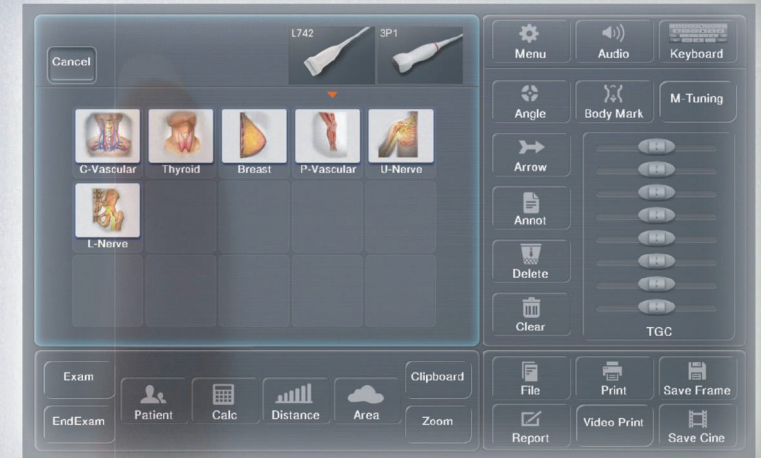 L742
3P1
Cancel
C-Vascular
Thyroid
Breast
P-Vascular
U-Nerve
L-Nerve
Menu
Audio
Keyboard
Angle
Body Mark
M-Tuning
Arrow
Annot
Delete
Clear
TGC
Exam
EndExam
Patient
Calc
Distance
Area
Clipboard
Zoom
File
Print
Save Frame
Report
Video Print
Save Cine